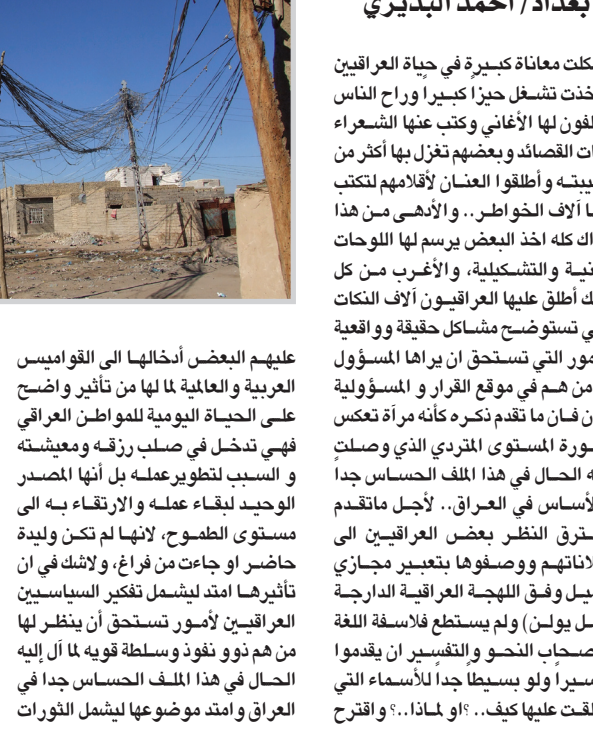 بغداد/ أحمد البديري
كلت معاناة كبيرة في حياة العراقيين
خذت تشغل حيزاً كبيراً وراح الناس
لفون لها الأغاني وكتب عنها الشعراء
ات القصائد وبعضهم تغزل بها أكثر من
يبته وأطلقوا العنان لأقلامهم لتكتب
ا آلاف الخواطر.. والأدهى من هذا
اك كله اخذ البعض يرسم لها اللوحات
نية والتشكيلية، والأغرب من كل
ك أطلق عليها العراقيون آلاف النكات
ي تستوضح مشاكل حقيقة وواقعية
مور التي تستحق ان يراها المسؤول
من هم في موقع القرار و المسؤولية
ن فان ما تقدم ذكره كأنه مرآة تعكس
ورة المستوى المتردي الذي وصلت
ه الحال في هذا الملف الحساس جداً
لأساس في العراق.. لأجل ماتقدم
ترق النظر بعض العراقيين الى
لاناتهم ووصفوها بتعبير مجازي
يل وفق اللهجة العراقية الدارجة
ل يولن) ولم يستطع فلاسفة اللغة
صحاب النحو والتفسير ان يقدموا
سيراً ولو بسيطاً جداً للأسماء التي
لقت عليها كيف.. ؟او لماذا..؟ واقترح
عليهم البعض أدخالها الى القواميس
العربية والعالمية لما لها من تأثير واضح
على الحياة اليومية للمواطن العراقي
فهي تدخل في صلب رزقه ومعيشته
و السبب لتطويرعمله بل أنها المصدر
الوحيد لبقاء عمله والارتقاء به الى
مستوى الطموح، لانها لم تكن وليدة
حاضر او جاءت من فراغ، ولاشك في ان
تأثيرها امتد ليشمل تفكير السياسيين
العراقيين لأمور تستحق أن ينظر لها
من هم ذوو نفوذ وسلطة قويه لما آل إليه
الحال في هذا الملف الحساس جدا في
العراق وامتد موضوعها ليشمل الثورات